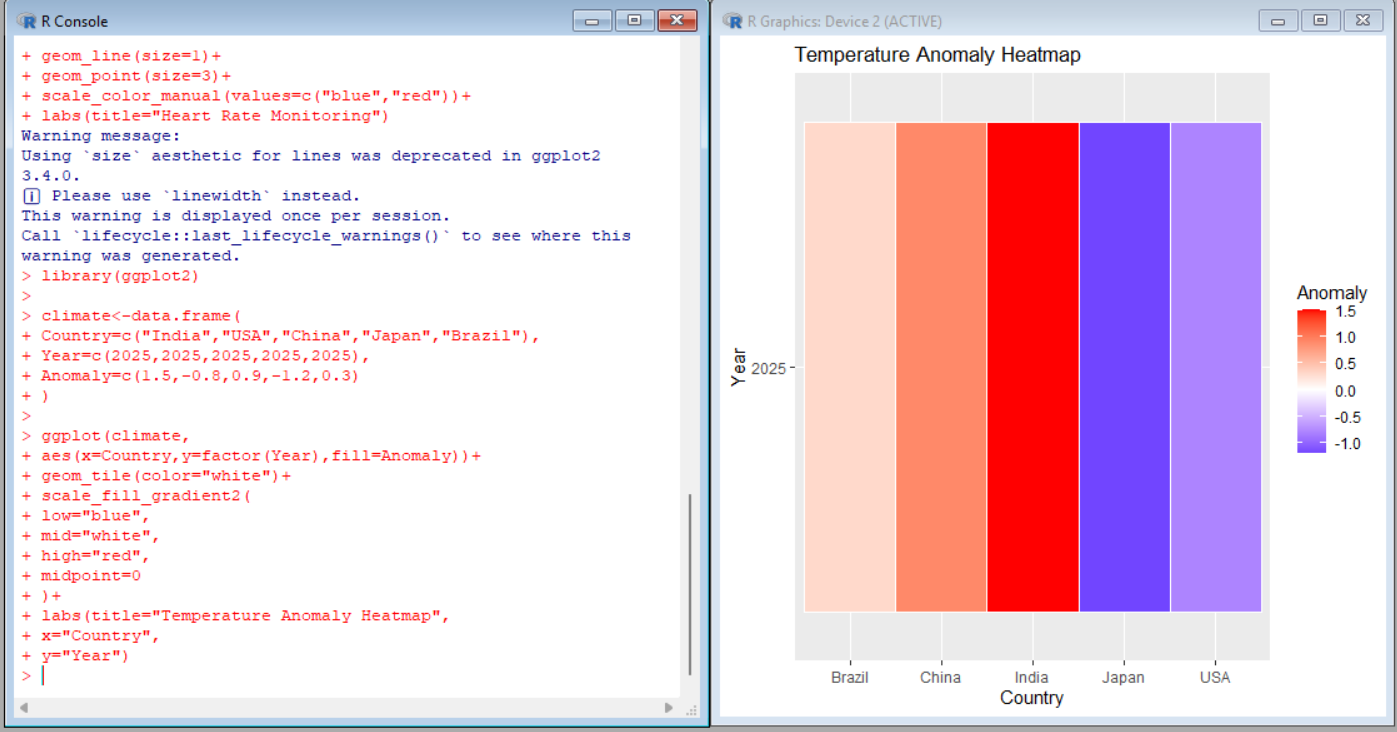 R Console
+ geom_line(size=1)+
+ geom_point(size=3)+
+ scale_color_manual(values=c("blue","red"))+
+ labs(title="Heart Rate Monitoring")
Warning message:
Using `size` aesthetic for lines was deprecated in ggplot2
3.4.0.
i Please use `linewidth` instead.
This warning is displayed once per session.
Call `lifecycle::last_lifecycle_warnings()` to see where this
warning was generated.
> library(ggplot2)
>
> climate<-data.frame(
+ Country=c("India","USA","China","Japan","Brazil"),
+ Year=c(2025,2025,2025,2025,2025),
+ Anomaly=c(1.5,-0.8,0.9,-1.2,0.3)
+ )
>
> ggplot(climate,
+ aes(x=Country,y=factor(Year),fill=Anomaly))+
+ geom_tile(color="white")+
+ scale_fill_gradient2(
+ low="blue",
+ mid="white",
+ high="red",
+ midpoint=0
+ )+
+ labs(title="Temperature Anomaly Heatmap",
+ x="Country",
+ y="Year")
>
R Graphics: Device 2 (ACTIVE)
Temperature Anomaly Heatmap
Year
2025
Brazil China India Japan USA
Country
Anomaly
1.5
1.0
0.5
0.0
-0.5
-1.0